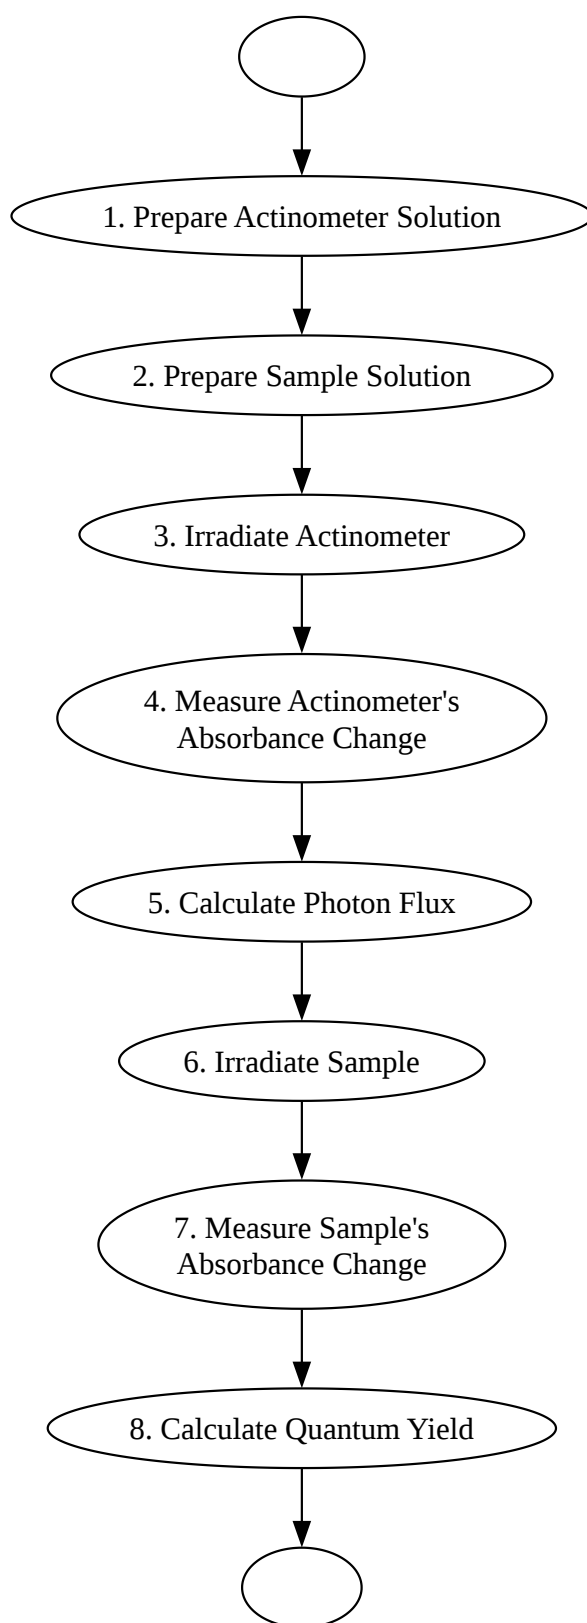 1. Prepare Actinometer Solution
2. Prepare Sample Solution
3. Irradiate Actinometer
4. Measure Actinometer's
Absorbance Change
5. Calculate Photon Flux
6. Irradiate Sample
7. Measure Sample's
Absorbance Change
8. Calculate Quantum Yield